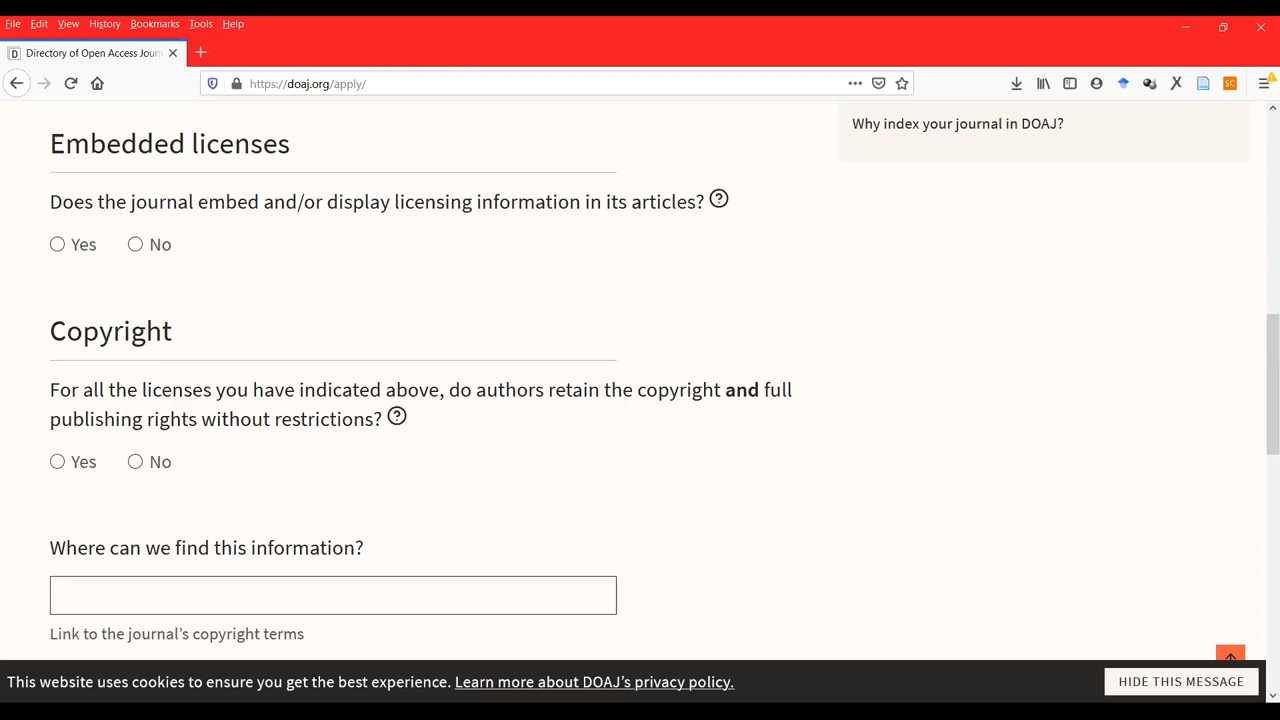 File Edit View History Bookmarks Tools Help
Directory of Open Access Jour
https://doaj.org/apply/
SC
Why index your journal in DOAJ?
Embedded licenses
Does the journal embed and/or display licensing information in its articles?
Yes No
Copyright
For all the licenses you have indicated above, do authors retain the copyright and full
publishing rights without restrictions?
Yes No
Where can we find this information?
Link to the journal's copyright terms
This website uses cookies to ensure you get the best experience. Learn more about DOAJ's privacy policy.
HIDE THIS MESSAGE